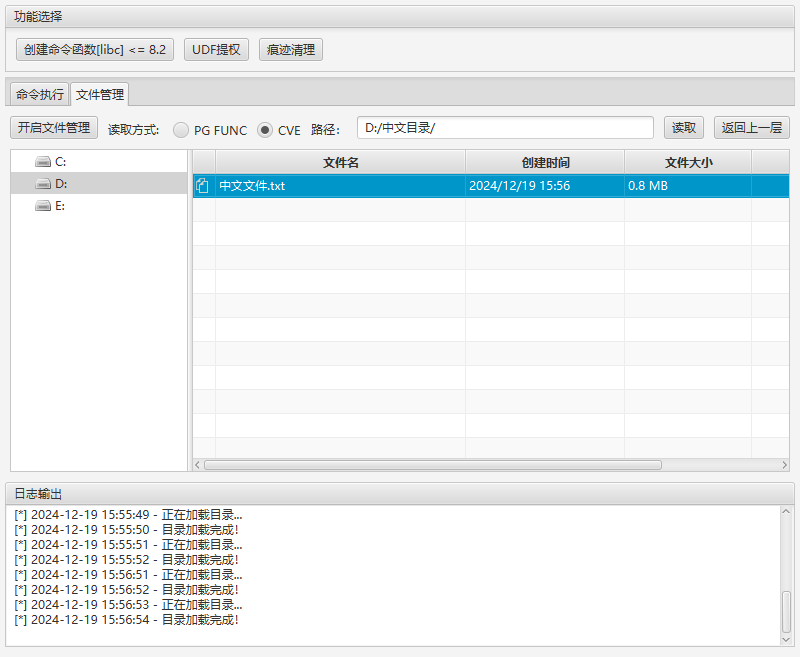 功能选择
创建命令函数[libc] <= 8.2 UDF提权 痕迹清理
命令执行 文件管理
开启文件管理 读取方式: PG FUNC CVE 路径: D:/中文目录/ 读取 返回上一层
C:
D:
E:
文件名 创建时间 文件大小
中文文件.txt 2024/12/19 15:56 0.8 MB
日志输出
[*] 2024-12-19 15:55:49 - 正在加载目录...
[*] 2024-12-19 15:55:50 - 目录加载完成!
[*] 2024-12-19 15:55:51 - 正在加载目录...
[*] 2024-12-19 15:55:52 - 目录加载完成!
[*] 2024-12-19 15:56:51 - 正在加载目录...
[*] 2024-12-19 15:56:52 - 目录加载完成!
[*] 2024-12-19 15:56:53 - 正在加载目录...
[*] 2024-12-19 15:56:54 - 目录加载完成!